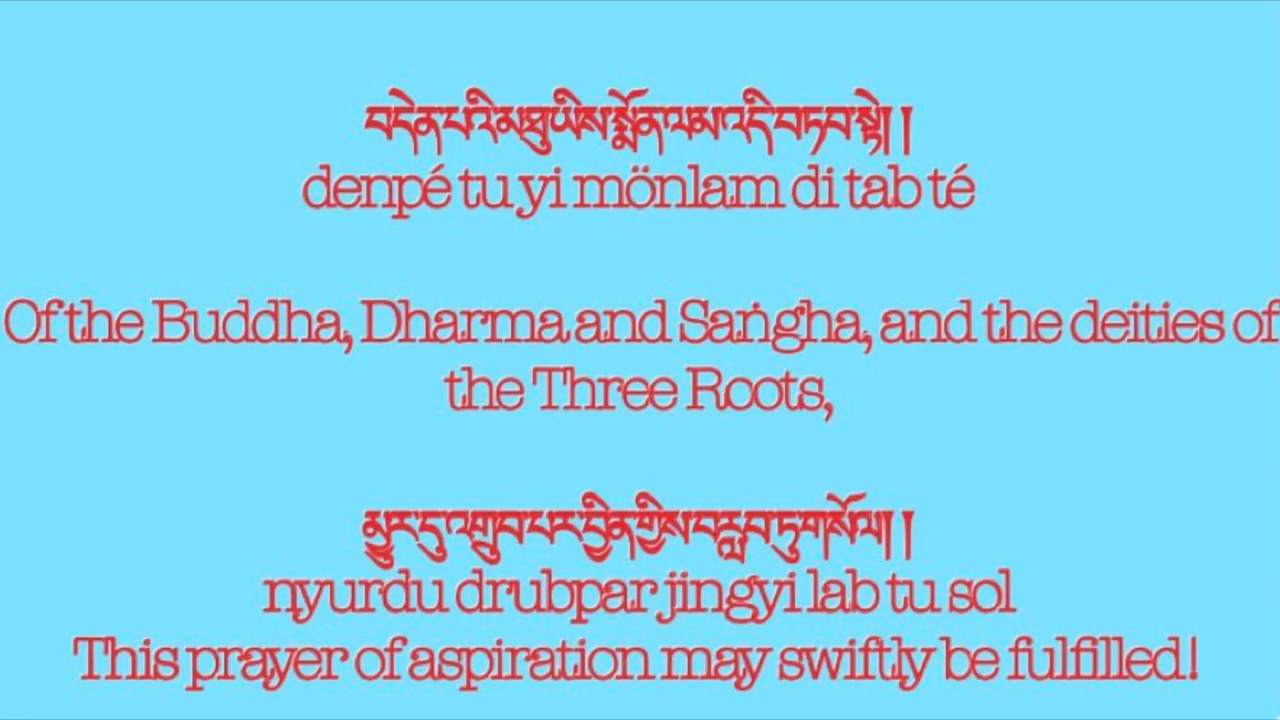 བདེན་པའི་མཐུ་ཡིས་སྨོན་ལམ་འདི་བཏབ་སྟེ། །
denpé tu yi mönlam di tab té
Of the Buddha, Dharma and Saṅgha, and the deities of
the Three Roots,
མྱུར་དུ་འགྲུབ་པར་བྱིན་གྱིས་བརླབ་ཏུ་གསོལ། །
nyurdu drubpar jingyi lab tu sol
This prayer of aspiration may swiftly be fulfilled!